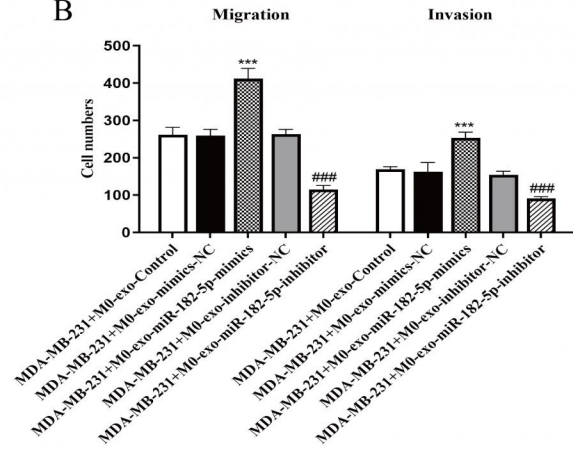 B
Migration
Invasion
Cell numbers
500
400
300
200
100
0
***
###
***
###
MDA-MB-231+M0-exo-Control
MDA-MB-231+M0-exo-mimics-NC
MDA-MB-231+M0-exo-miR-182-5p-mimics
MDA-MB-231+M0-exo-inhibitor-NC
MDA-MB-231+M0-exo-miR-182-5p-inhibitor
MDA-MB-231+M0-exo-Control
MDA-MB-231+M0-exo-mimics-NC
MDA-MB-231+M0-exo-miR-182-5p-mimics
MDA-MB-231+M0-exo-inhibitor-NC
MDA-MB-231+M0-exo-miR-182-5p-inhibitor